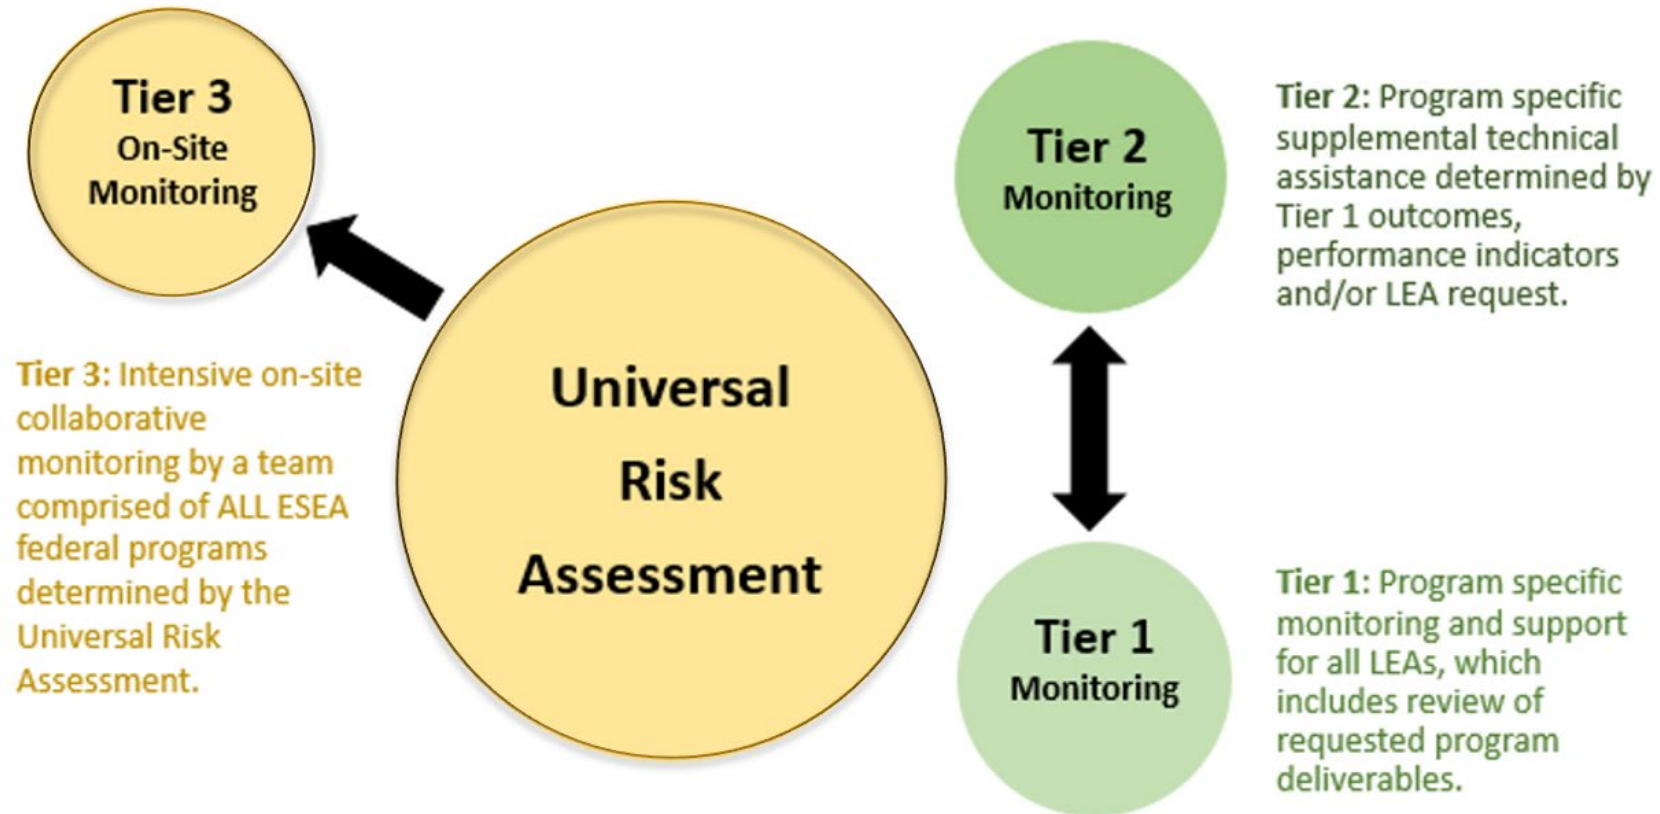 Tier 3
On-Site
Monitoring
Tier 3: Intensive on-site
collaborative
monitoring by a team
comprised of ALL ESEA
federal programs
determined by the
Universal Risk
Assessment.
Universal
Risk
Assessment
Tier 2
Monitoring
Tier 2: Program specific
supplemental technical
assistance determined by
Tier 1 outcomes,
performance indicators
and/or LEA request.
Tier 1
Monitoring
Tier 1: Program specific
monitoring and support
for all LEAs, which
includes review of
requested program
deliverables.